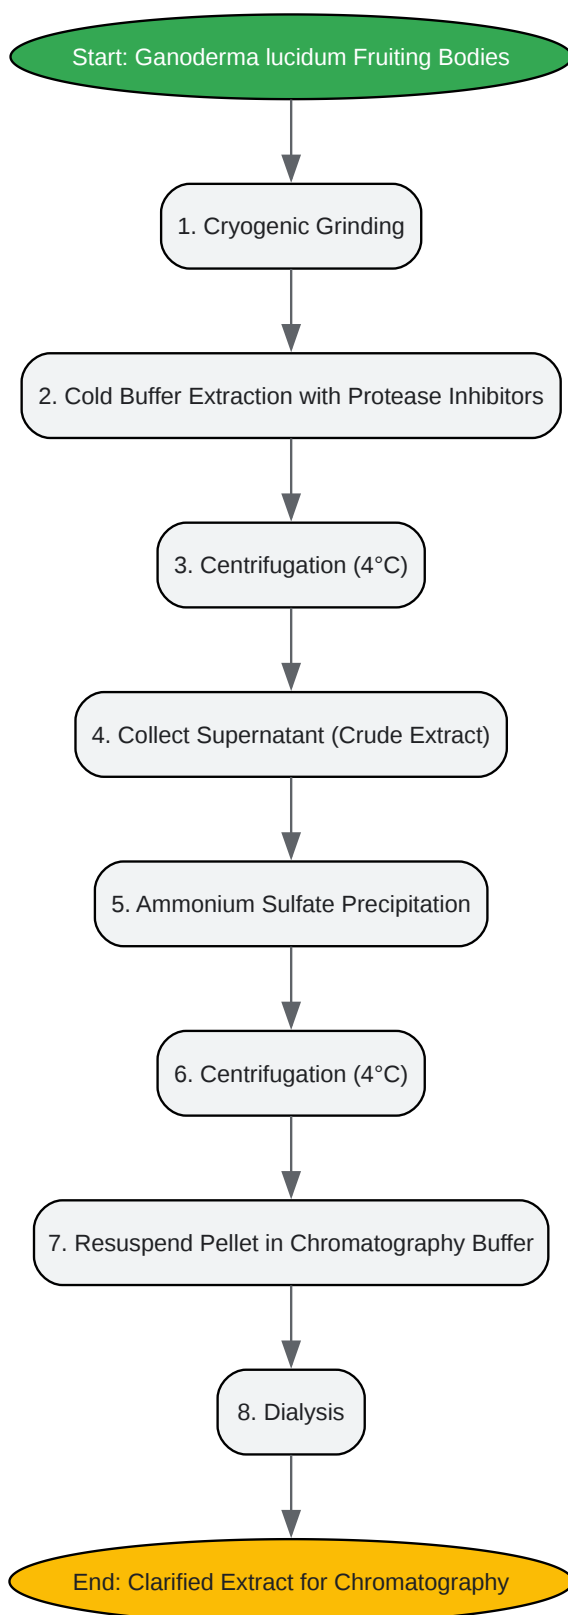 Start: Ganoderma lucidum Fruiting Bodies
1. Cryogenic Grinding
2. Cold Buffer Extraction with Protease Inhibitors
3. Centrifugation (4°C)
4. Collect Supernatant (Crude Extract)
5. Ammonium Sulfate Precipitation
6. Centrifugation (4°C)
7. Resuspend Pellet in Chromatography Buffer
8. Dialysis
End: Clarified Extract for Chromatography